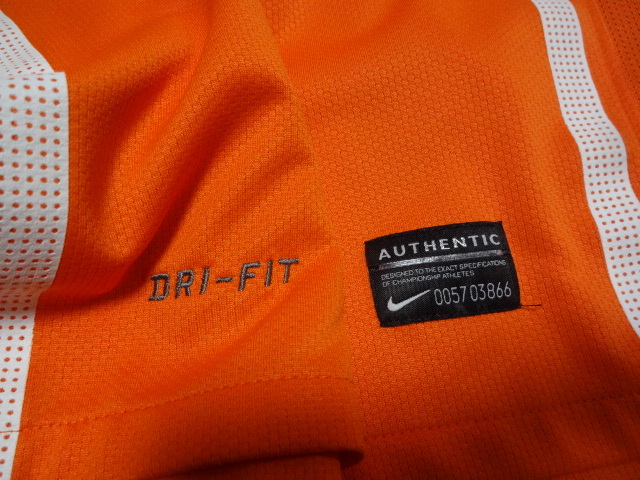 DRI-FIT
AUTHENTIC
DESIGNED TO THE EXACT SPECIFICATIONS
OF CHAMPIONSHIP ATHLETES
005703866